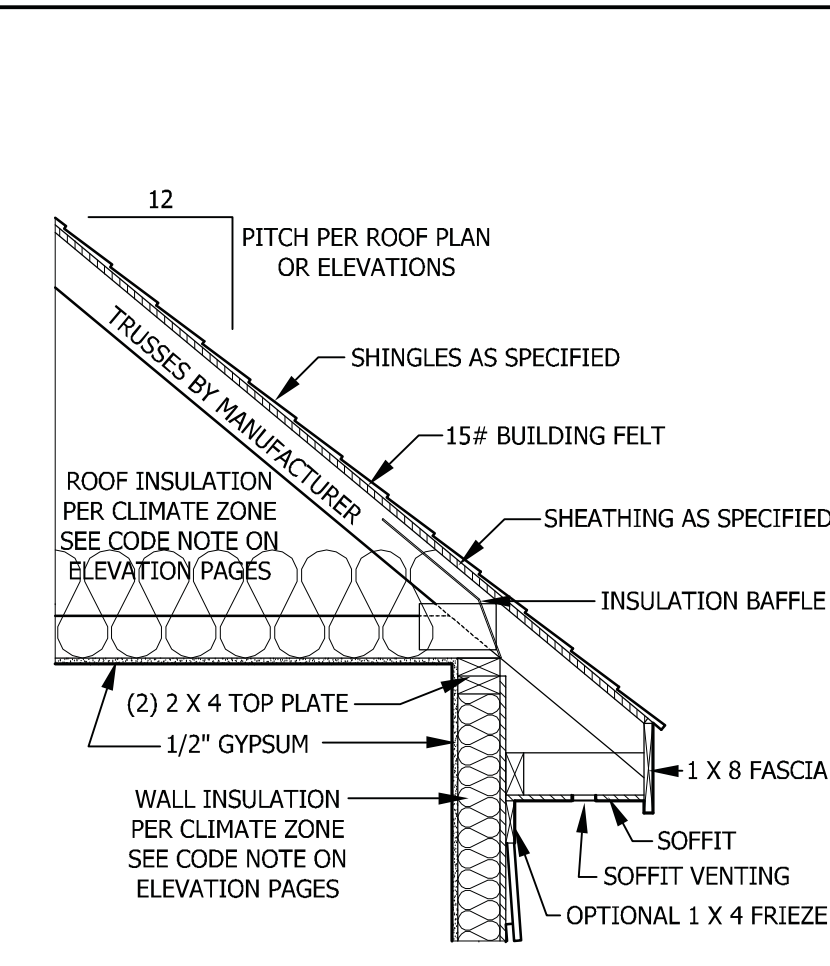 12
PITCH PER ROOF PLAN
OR ELEVATIONS
TRUSSES BY MANUFACTURER
SHINGLES AS SPECIFIED
15# BUILDING FELT
ROOF INSULATION
PER CLIMATE ZONE
SEE CODE NOTE ON
ELEVATION PAGES
SHEATHING AS SPECIFIED
INSULATION BAFFLE
(2) 2 X 4 TOP PLATE
1/2" GYPSUM
1 X 8 FASCIA
WALL INSULATION
PER CLIMATE ZONE
SEE CODE NOTE ON
ELEVATION PAGES
SOFFIT
SOFFIT VENTING
OPTIONAL 1 X 4 FRIEZE